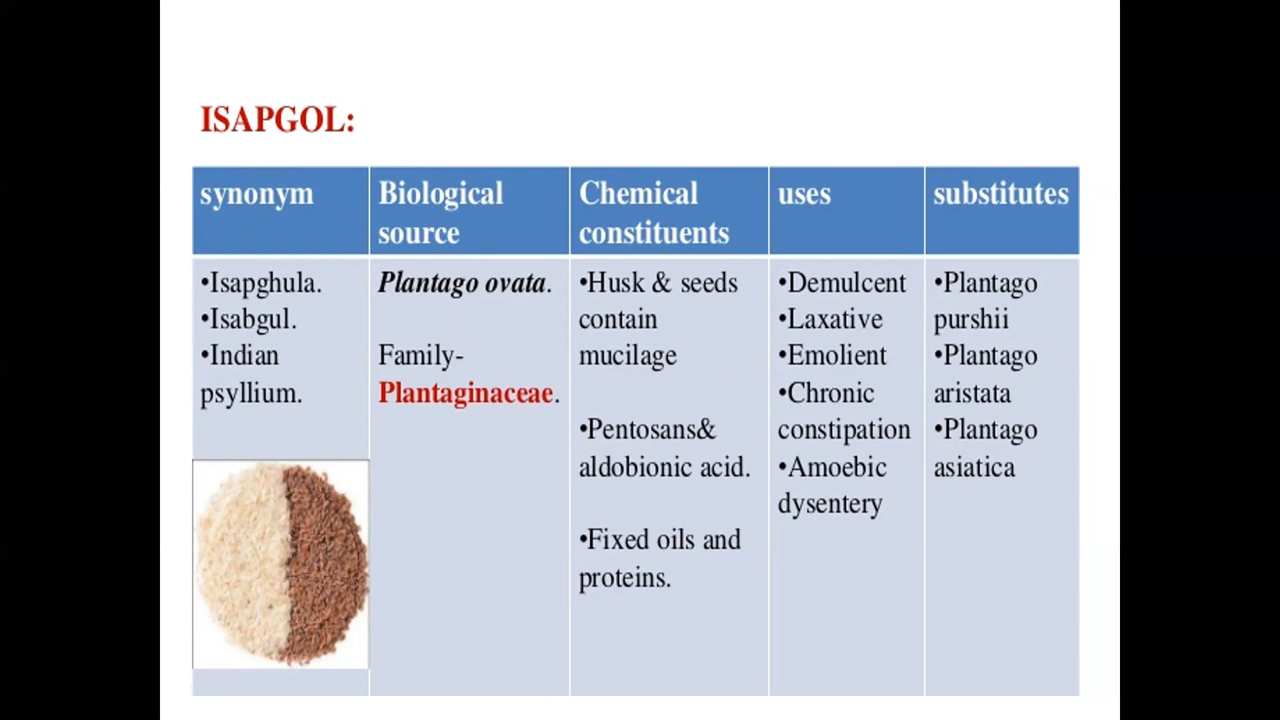 ISAPGOL:
synonym
Biological
source
Chemical
constituents
uses
substitutes
•Isapghula.
•Isabgul.
•Indian
psyllium.
Plantago ovata.
Family-
Plantaginaceae.
•Husk & seeds
contain
mucilage
•Pentosans&
aldobionic acid.
•Fixed oils and
proteins.
•Demulcent
•Laxative
•Emolient
•Chronic
constipation
•Amoebic
dysentery
•Plantago
purshii
•Plantago
aristata
•Plantago
asiatica